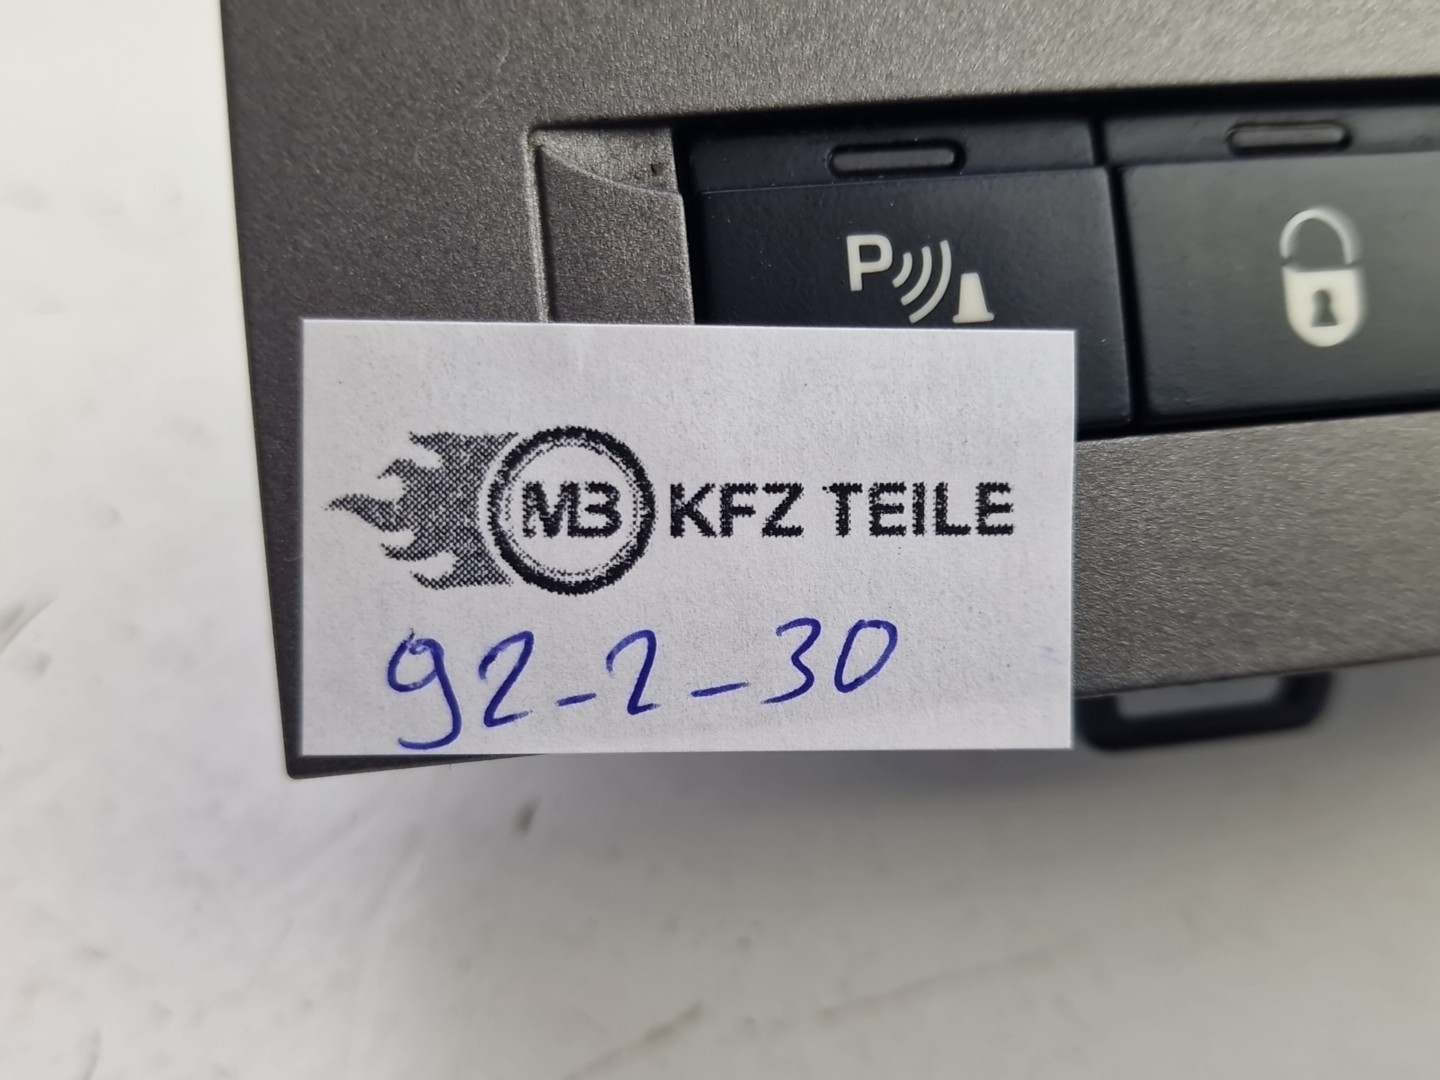 P
MB KFZ TEILE
92-2-30